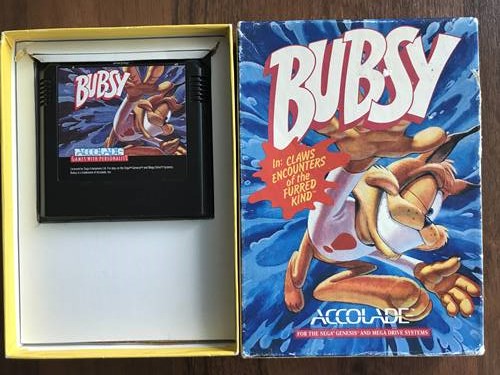 BUBSY
ACCOLADE
GAMES WITH PERSONALITY
BUBSY
In: CLAWS
ENCOUNTERS
of the
FURRED
KIND™
ACCOLADE
FOR THE SEGA® GENESIS® AND MEGA DRIVE SYSTEMS